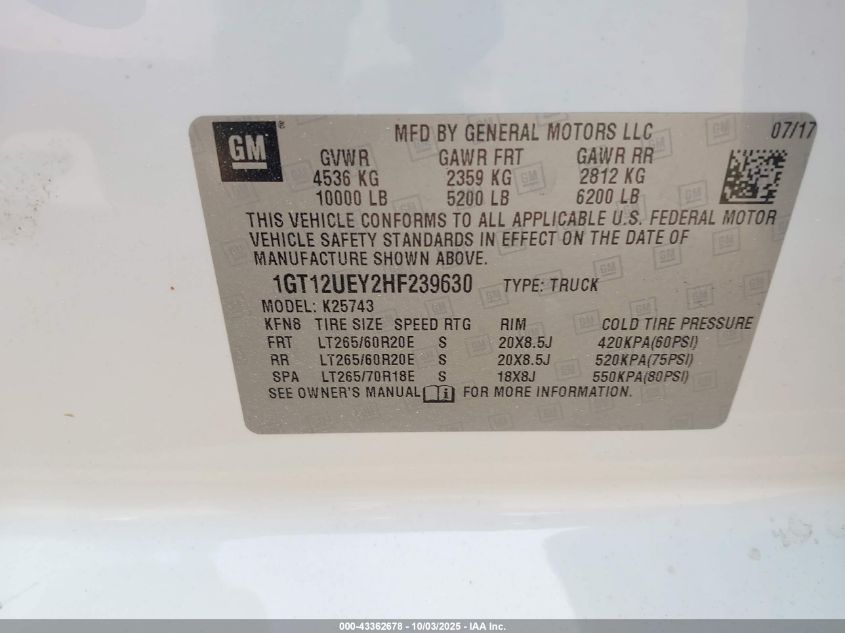 GM
MFD BY GENERAL MOTORS LLC 07/17
GVWR GAWR FRT GAWR RR
4536 KG 2359 KG 2812 KG
10000 LB 5200 LB 6200 LB
THIS VEHICLE CONFORMS TO ALL APPLICABLE U.S. FEDERAL MOTOR
VEHICLE SAFETY STANDARDS IN EFFECT ON THE DATE OF
MANUFACTURE SHOWN ABOVE.
1GT12UEY2HF239630 TYPE: TRUCK
MODEL: K25743
KFN8 TIRE SIZE SPEED RTG RIM COLD TIRE PRESSURE
FRT LT265/60R20E S 20X8.5J 420KPA(60PSI)
RR LT265/60R20E S 20X8.5J 520KPA(75PSI)
SPA LT265/70R18E S 18X8J 550KPA(80PSI)
SEE OWNER'S MANUAL i FOR MORE INFORMATION.
000-43362678 - 10/03/2025 - IAA Inc.